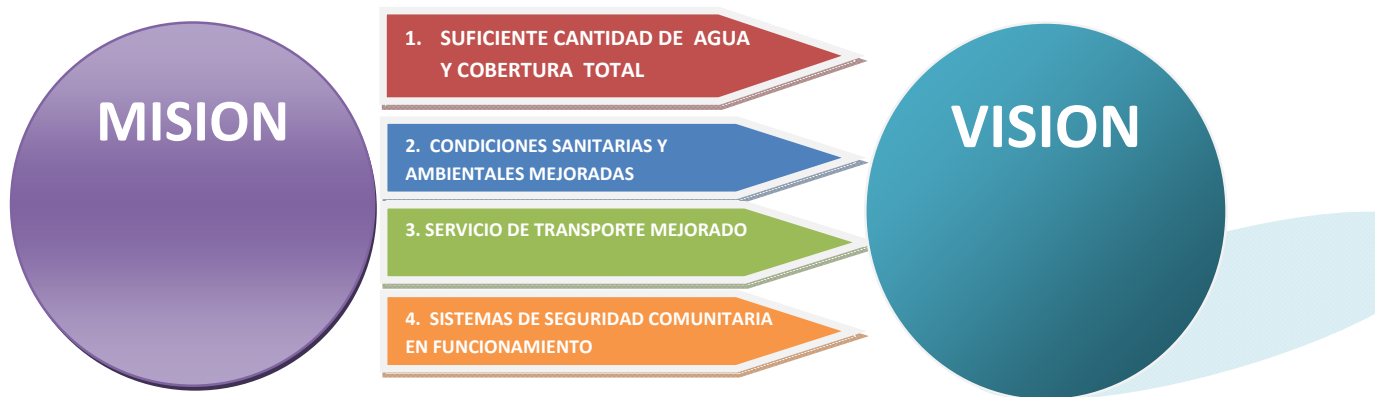 MISION
1. SUFICIENTE CANTIDAD DE AGUA
Y COBERTURA TOTAL
2. CONDICIONES SANITARIAS Y
AMBIENTALES MEJORADAS
3. SERVICIO DE TRANSPORTE MEJORADO
4. SISTEMAS DE SEGURIDAD COMUNITARIA
EN FUNCIONAMIENTO
VISION